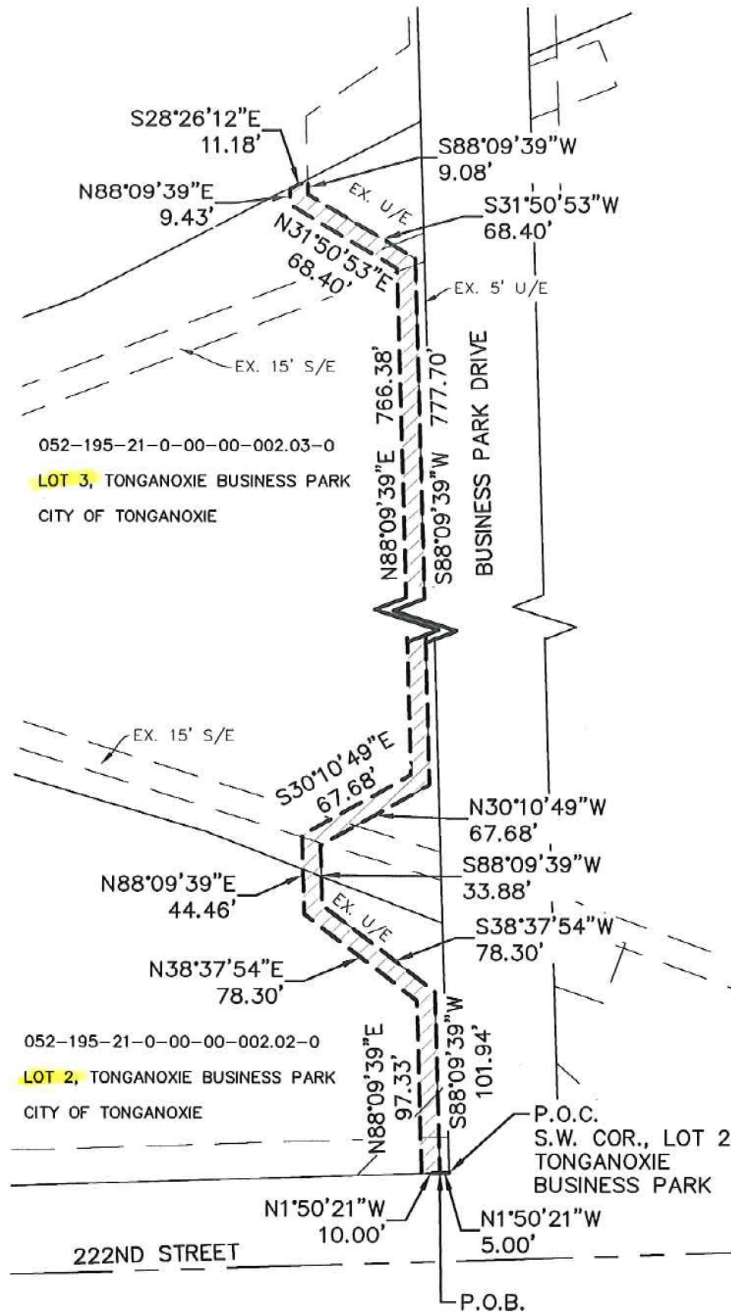 S28°26'12"E
11.18'
S88°09'39"W
9.08'
N88°09'39"E
9.43'
EX. U/E
S31°50'53"W
68.40'
N31°50'53"E
68.40'
EX. 5' U/E
EX. 15' S/E
766.38'
777.70'
BUSINESS PARK DRIVE
052-195-21-0-00-00-002.03-0
LOT 3, TONGANOXIE BUSINESS PARK
CITY OF TONGANOXIE
N88°09'39"E
S88°09'39"W
EX. 15' S/E
S30°10'49"E
67.68'
N30°10'49"W
67.68'
S88°09'39"W
33.88'
N88°09'39"E
44.46'
EX. U/E
S38°37'54"W
78.30'
N38°37'54"E
78.30'
052-195-21-0-00-00-002.02-0
LOT 2, TONGANOXIE BUSINESS PARK
CITY OF TONGANOXIE
N88°09'39"E
97.33'
S88°09'39"W
101.94'
P.O.C.
S.W. COR., LOT 2
TONGANOXIE
BUSINESS PARK
N1°50'21"W
10.00'
N1°50'21"W
5.00'
222ND STREET
P.O.B.